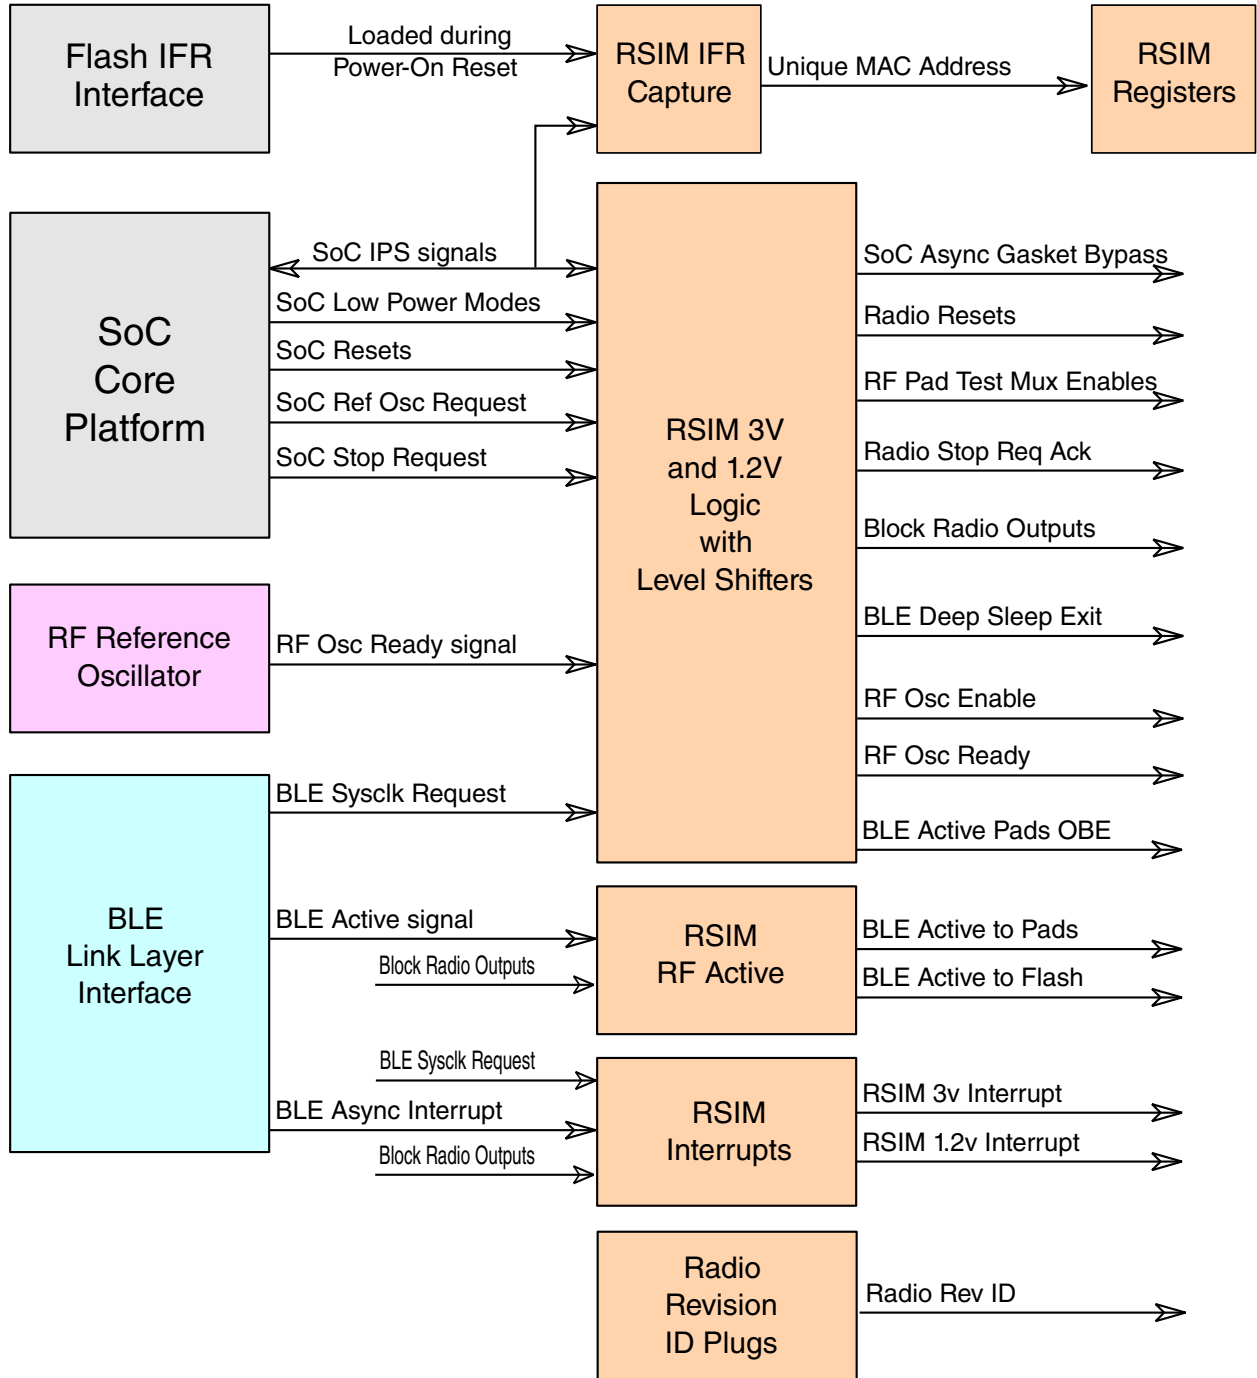 Flash IFR
Interface
Loaded during
Power-On Reset
RSIM IFR
Capture
Unique MAC Address
RSIM
Registers
SoC
Core
Platform
SoC IPS signals
SoC Low Power Modes
SoC Resets
SoC Ref Osc Request
SoC Stop Request
RSIM 3V
and 1.2V
Logic
with
Level Shifters
SoC Async Gasket Bypass
Radio Resets
RF Pad Test Mux Enables
Radio Stop Req Ack
Block Radio Outputs
BLE Deep Sleep Exit
RF Osc Enable
RF Osc Ready
BLE Active Pads OBE
RF Reference
Oscillator
RF Osc Ready signal
BLE
Link Layer
Interface
BLE Sysclk Request
BLE Active signal
Block Radio Outputs
RSIM
RF Active
BLE Active to Pads
BLE Active to Flash
BLE Sysclk Request
BLE Async Interrupt
Block Radio Outputs
RSIM
Interrupts
RSIM 3v Interrupt
RSIM 1.2v Interrupt
Radio
Revision
ID Plugs
Radio Rev ID